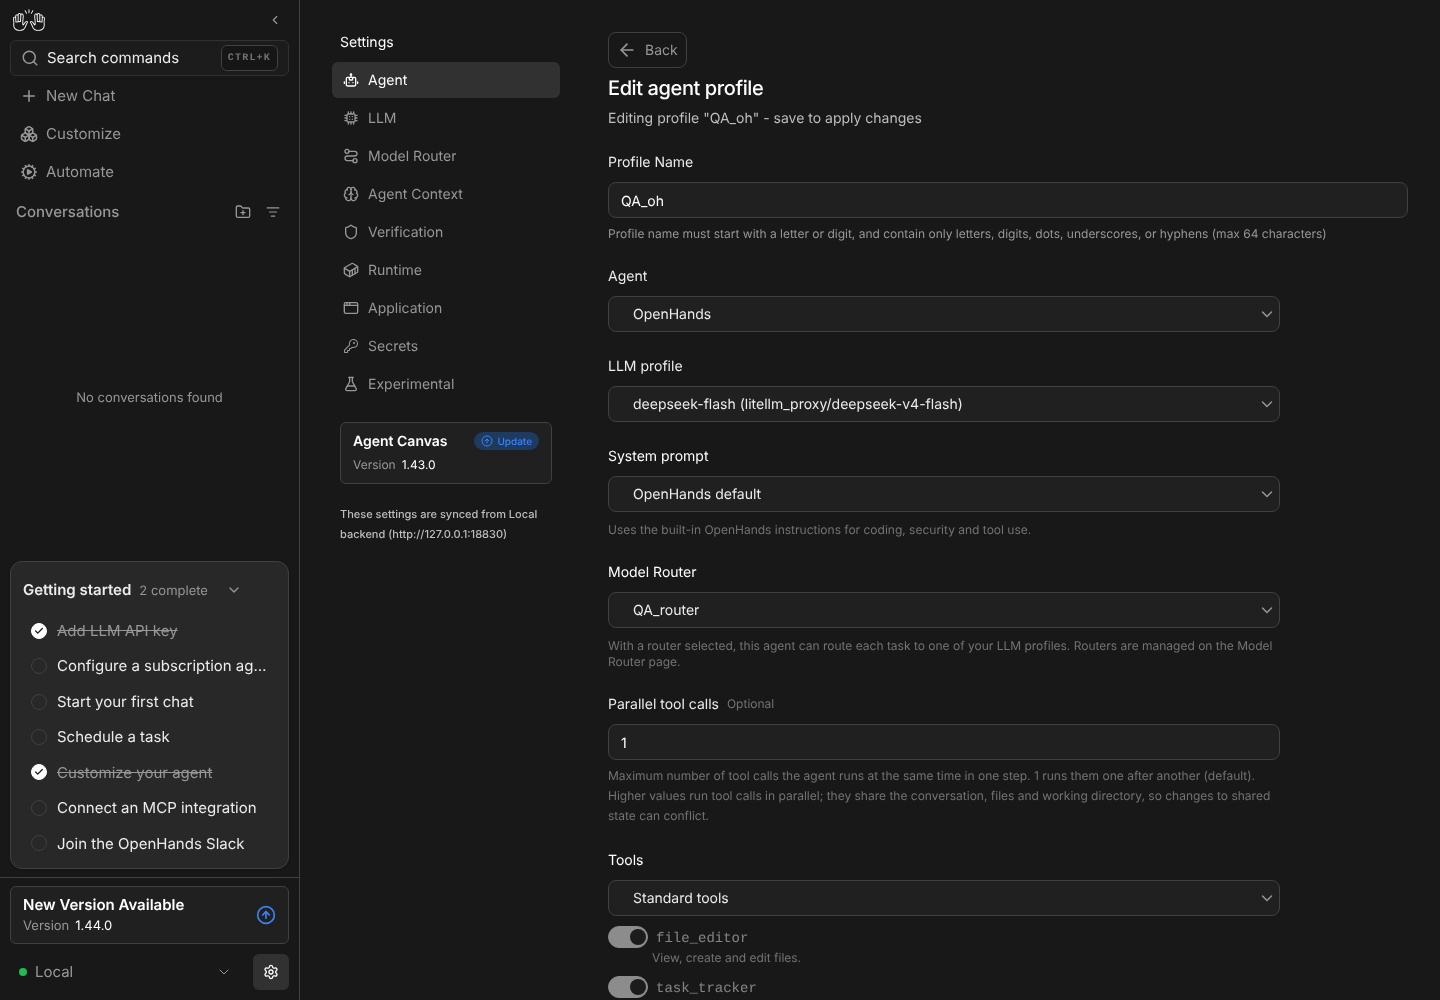 Search commands
CTRL+K
New Chat
Customize
Automate
Conversations
No conversations found
Getting started 2 complete
Add LLM API key
Configure a subscription ag...
Start your first chat
Schedule a task
Customize your agent
Connect an MCP integration
Join the OpenHands Slack
New Version Available
Version 1.44.0
Local
Settings
Agent
LLM
Model Router
Agent Context
Verification
Runtime
Application
Secrets
Experimental
Agent Canvas
Update
Version 1.43.0
These settings are synced from Local
backend (http://127.0.0.1:18830)
Back
Edit agent profile
Editing profile "QA_oh" - save to apply changes
Profile Name
QA_oh
Profile name must start with a letter or digit, and contain only letters, digits, dots, underscores, or hyphens (max 64 characters)
Agent
OpenHands
LLM profile
deepseek-flash (litellm_proxy/deepseek-v4-flash)
System prompt
OpenHands default
Uses the built-in OpenHands instructions for coding, security and tool use.
Model Router
QA_router
With a router selected, this agent can route each task to one of your LLM profiles. Routers are managed on the Model
Router page.
Parallel tool calls Optional
1
Maximum number of tool calls the agent runs at the same time in one step. 1 runs them one after another (default).
Higher values run tool calls in parallel; they share the conversation, files and working directory, so changes to shared
state can conflict.
Tools
Standard tools
file_editor
View, create and edit files.
task_tracker